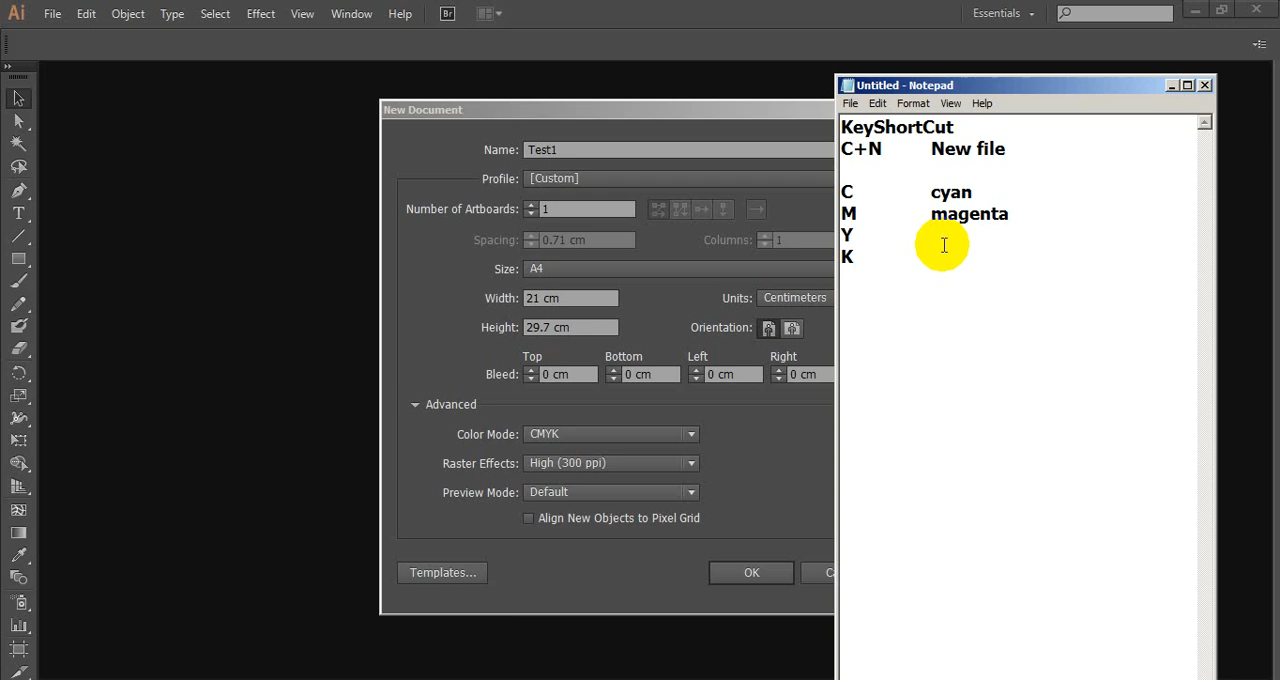 Ai File Edit Object Type Select Effect View Window Help Br Essentials
Untitled - Notepad
File Edit Format View Help
KeyShortCut
C+N New file
C cyan
M magenta
Y
K
New Document
Name: Test1
Profile: [Custom]
Number of Artboards: 1
Spacing: 0.71 cm Columns: 1
Size: A4
Width: 21 cm Units: Centimeters
Height: 29.7 cm Orientation:
Top Bottom Left Right
Bleed: 0 cm 0 cm 0 cm 0 cm
Advanced
Color Mode: CMYK
Raster Effects: High (300 ppi)
Preview Mode: Default
Align New Objects to Pixel Grid
Templates... OK